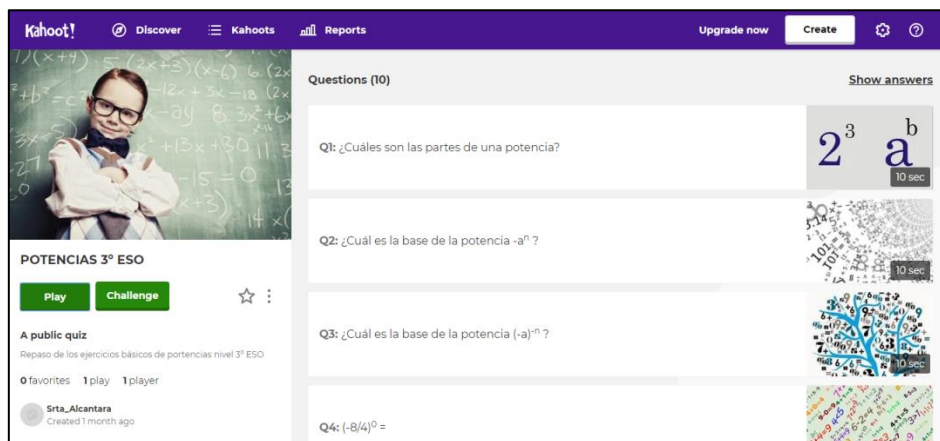 Kahoot!
Discover
Kahoots
Reports
Upgrade now
Create
POTENCIAS 3º ESO
Play
Challenge
A public quiz
Repaso de los ejercicios básicos de portencias nivel 3º ESO
0 favorites 1 play 1 player
Srta_Alcantara
Created 1 month ago
Questions (10)
Show answers
Q1: ¿Cuáles son las partes de una potencia?
2³ aᵇ
10 sec
Q2: ¿Cuál es la base de la potencia -aⁿ ?
10 sec
Q3: ¿Cuál es la base de la potencia (-a)⁻ⁿ ?
10 sec
Q4: (-8/4)⁰ =